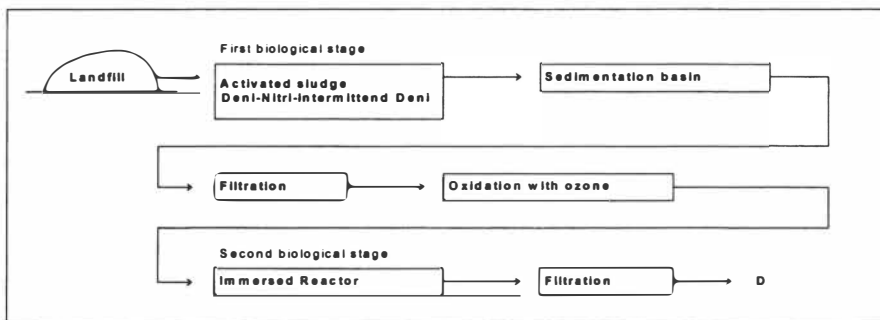 First biological stage
Landfill
Activated sludge
Deni-Nitri-intermittend Deni
Sedimentation basin
Filtration
Oxidation with ozone
Second biological stage
Immersed Reactor
Filtration
D